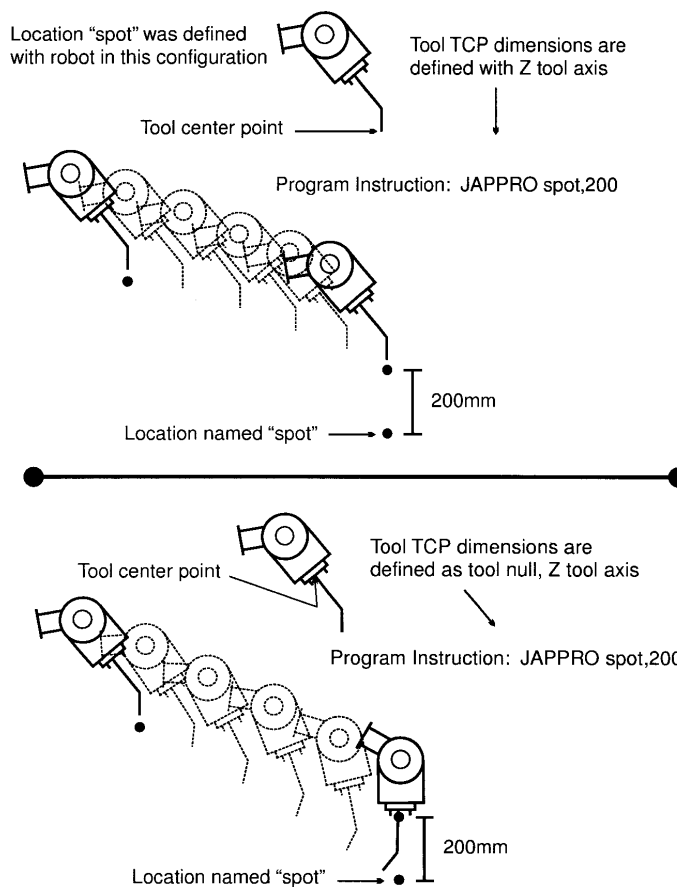 Location “spot” was defined
with robot in this configuration
Tool TCP dimensions are
defined with Z tool axis
Tool center point
Program Instruction: JAPPRO spot,200
200mm
Location named “spot”
Tool TCP dimensions are
defined as tool null, Z tool axis
Tool center point
Program Instruction: JAPPRO spot,200
200mm
Location named “spot”